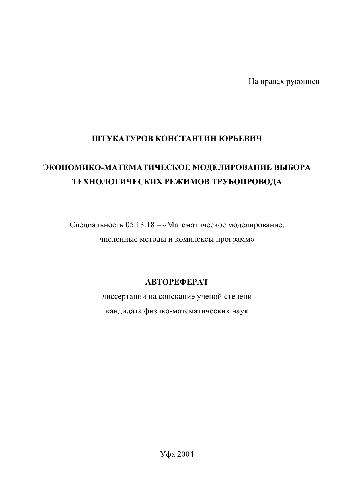 На правах рукописи
ШТУКАТУРОВ КОНСТАНТИН ЮРЬЕВИЧ
ЭКОНОМИКО-МАТЕМАТИЧЕСКОЕ МОДЕЛИРОВАНИЕ ВЫБОРА
ТЕХНОЛОГИЧЕСКИХ РЕЖИМОВ ТРУБОПРОВОДА
Специальность 05.13.18 – «Математическое моделирование,
численные методы и комплексы программ»
АВТОРЕФЕРАТ
диссертации на соискание ученой степени
кандидата физико-математических наук
Уфа 2004